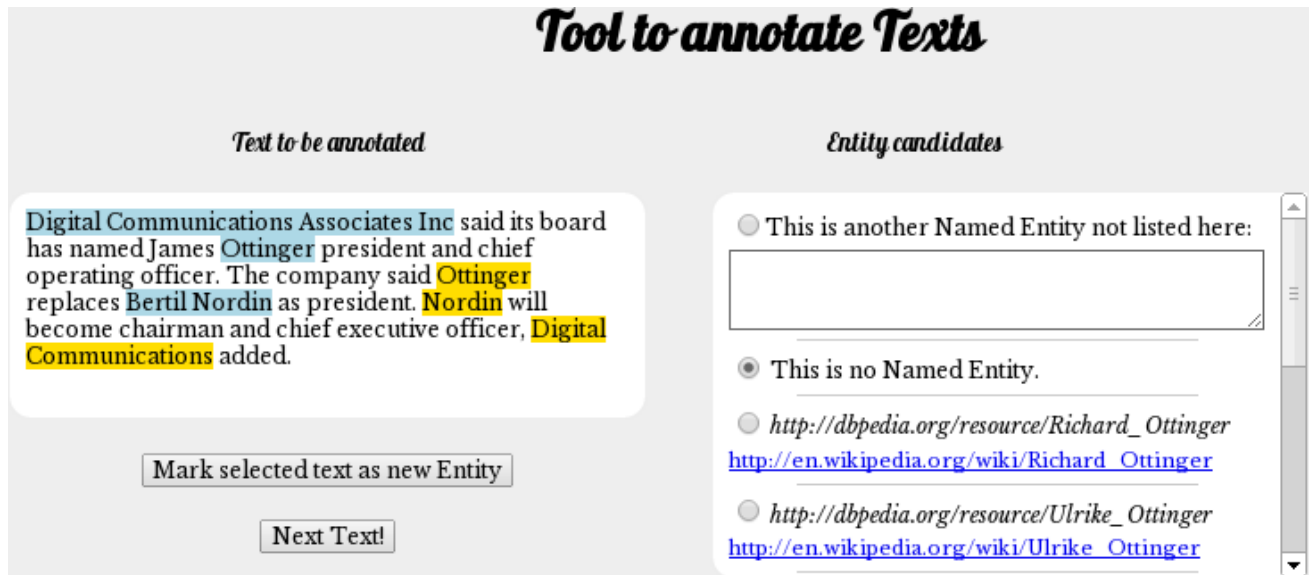 Tool to annotate Texts
Text to be annotated
Digital Communications Associates Inc said its board
has named James Ottinger president and chief
operating officer. The company said Ottinger
replaces Bertil Nordin as president. Nordin will
become chairman and chief executive officer, Digital
Communications added.
Mark selected text as new Entity
Next Text!
Entity candidates
This is another Named Entity not listed here:
This is no Named Entity.
http://dbpedia.org/resource/Richard_Ottinger
http://en.wikipedia.org/wiki/Richard_Ottinger
http://dbpedia.org/resource/Ulrike_Ottinger
http://en.wikipedia.org/wiki/Ulrike_Ottinger